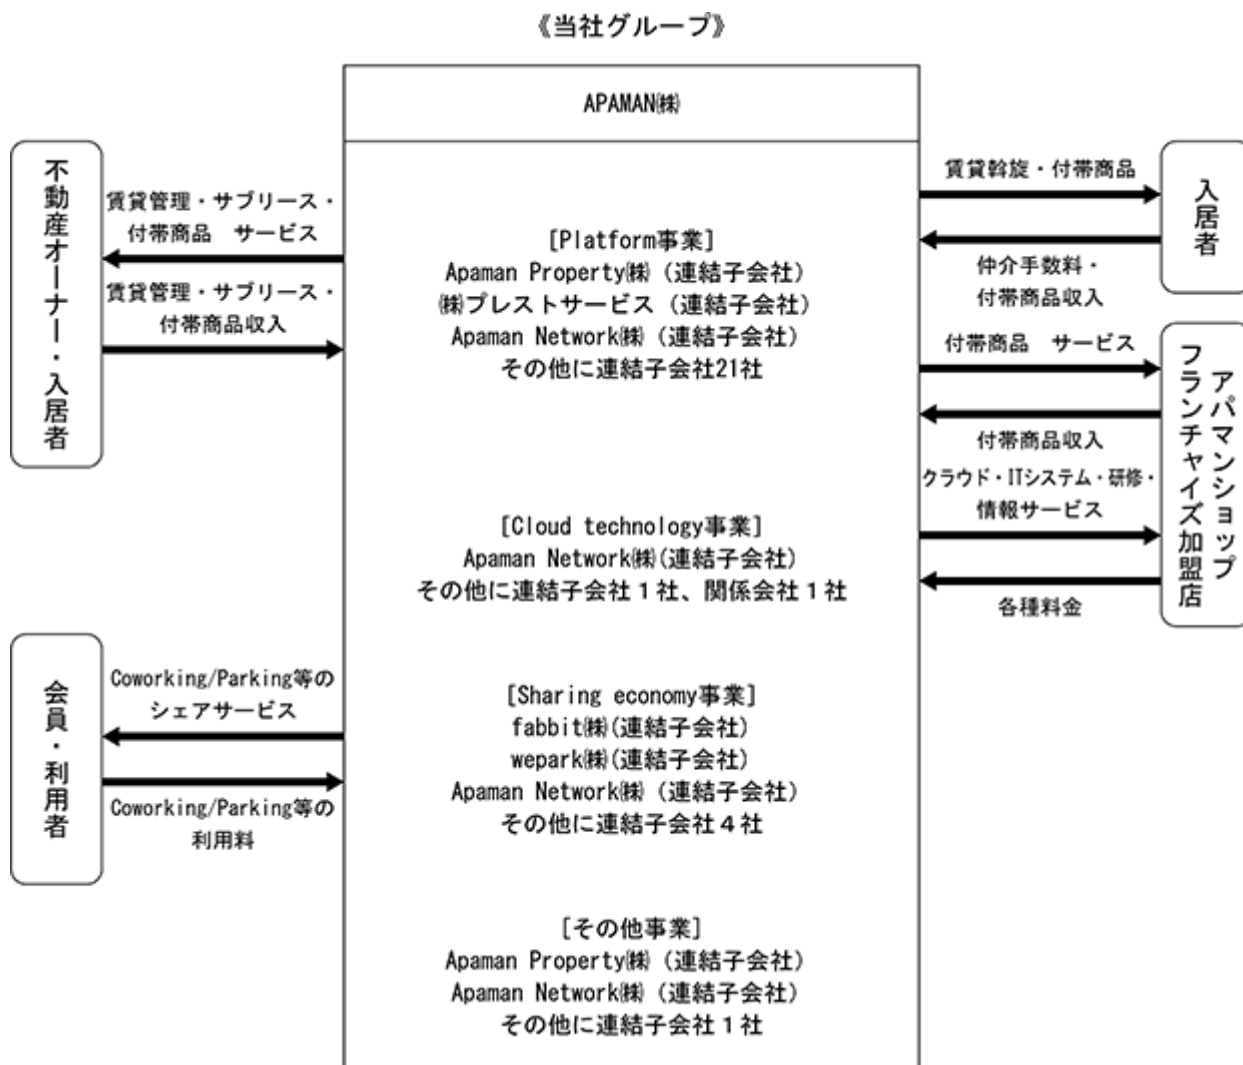 《当社グループ》
APAMAN㈱
不動産オーナー・入居者
賃貸管理・サブリース・
付帯商品　サービス
賃貸管理・サブリース・
付帯商品収入
[Platform事業]
Apaman Property㈱（連結子会社）
㈱プレストサービス（連結子会社）
Apaman Network㈱（連結子会社）
その他に連結子会社21社
賃貸斡旋・付帯商品
仲介手数料・
付帯商品収入
入居者
付帯商品　サービス
付帯商品収入
クラウド・ITシステム・研修・
情報サービス
各種料金
アパマンショップ
フランチャイズ加盟店
[Cloud technology事業]
Apaman Network㈱(連結子会社)
その他に連結子会社１社、関係会社１社
会員・利用者
Coworking/Parking等の
シェアサービス
Coworking/Parking等の
利用料
[Sharing economy事業]
fabbit㈱(連結子会社)
wepark㈱(連結子会社)
Apaman Network㈱（連結子会社）
その他に連結子会社４社
[その他事業]
Apaman Property㈱（連結子会社）
Apaman Network㈱（連結子会社）
その他に連結子会社１社